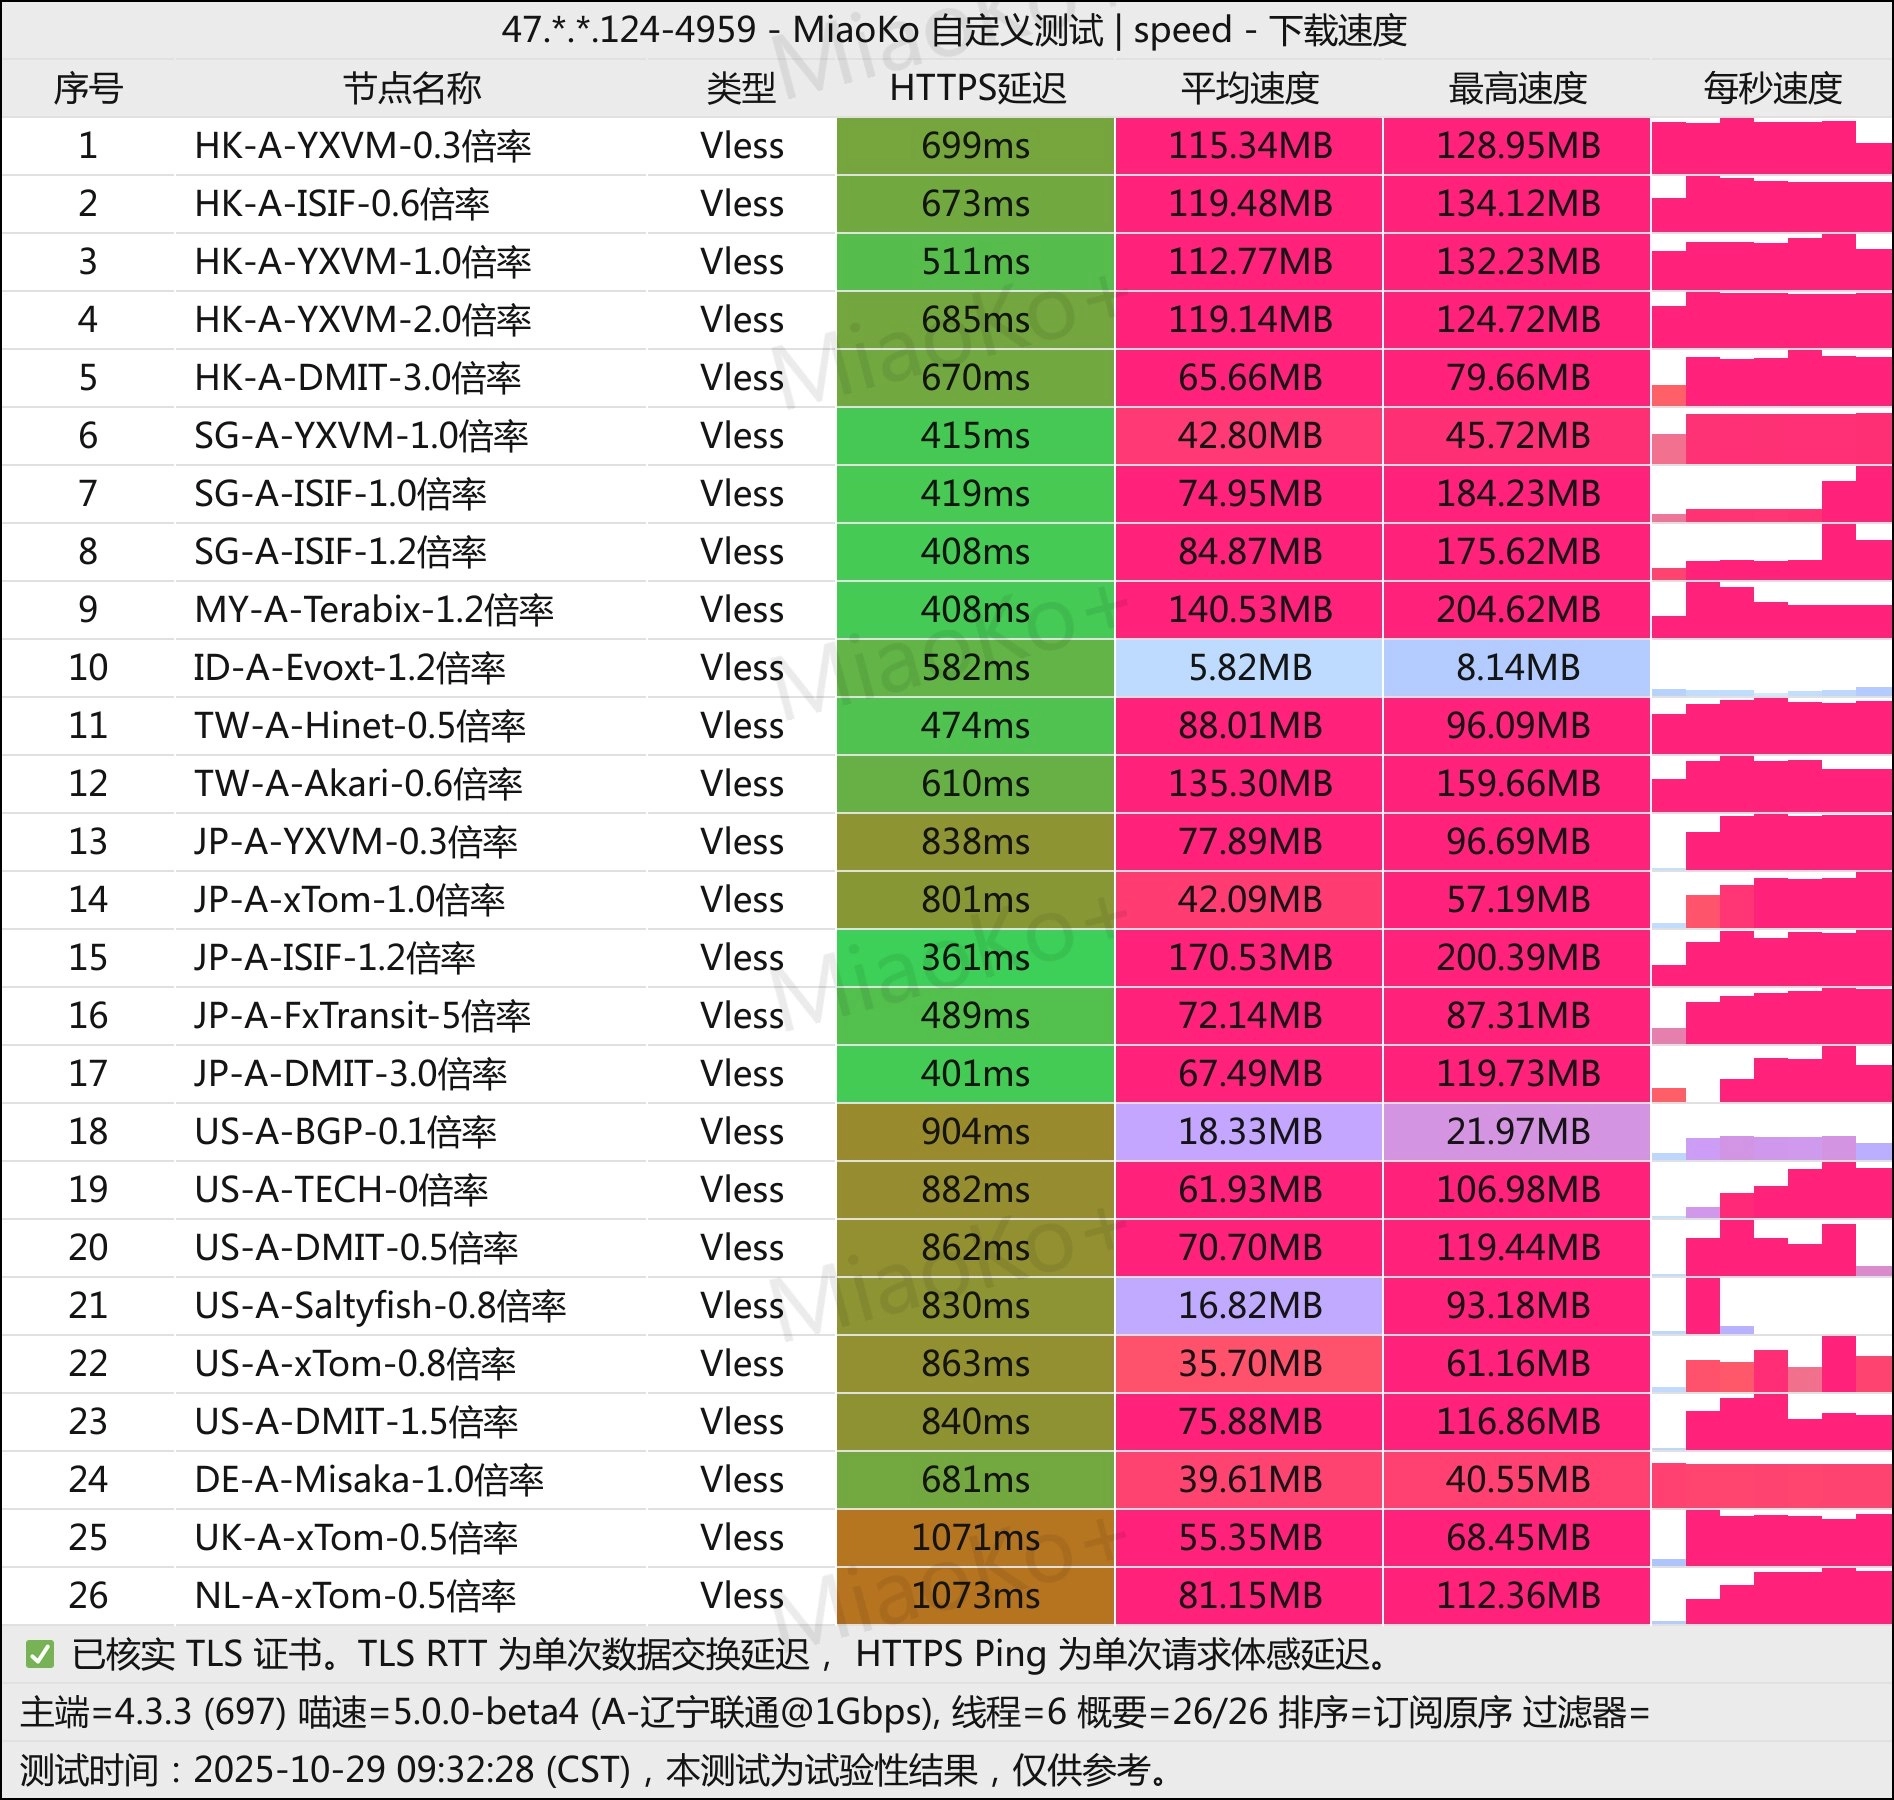 47.*.*.124-4959 - MiaoKo 自定义测试 | speed - 下载速度
序号 节点名称 类型 HTTPS延迟 平均速度 最高速度 每秒速度
1 HK-A-YXVM-0.3倍率 Vless 699ms 115.34MB 128.95MB
2 HK-A-ISIF-0.6倍率 Vless 673ms 119.48MB 134.12MB
3 HK-A-YXVM-1.0倍率 Vless 511ms 112.77MB 132.23MB
4 HK-A-YXVM-2.0倍率 Vless 685ms 119.14MB 124.72MB
5 HK-A-DMIT-3.0倍率 Vless 670ms 65.66MB 79.66MB
6 SG-A-YXVM-1.0倍率 Vless 415ms 42.80MB 45.72MB
7 SG-A-ISIF-1.0倍率 Vless 419ms 74.95MB 184.23MB
8 SG-A-ISIF-1.2倍率 Vless 408ms 84.87MB 175.62MB
9 MY-A-Terabix-1.2倍率 Vless 408ms 140.53MB 204.62MB
10 ID-A-Evoxt-1.2倍率 Vless 582ms 5.82MB 8.14MB
11 TW-A-Hinet-0.5倍率 Vless 474ms 88.01MB 96.09MB
12 TW-A-Akari-0.6倍率 Vless 610ms 135.30MB 159.66MB
13 JP-A-YXVM-0.3倍率 Vless 838ms 77.89MB 96.69MB
14 JP-A-xTom-1.0倍率 Vless 801ms 42.09MB 57.19MB
15 JP-A-ISIF-1.2倍率 Vless 361ms 170.53MB 200.39MB
16 JP-A-FxTransit-5倍率 Vless 489ms 72.14MB 87.31MB
17 JP-A-DMIT-3.0倍率 Vless 401ms 67.49MB 119.73MB
18 US-A-BGP-0.1倍率 Vless 904ms 18.33MB 21.97MB
19 US-A-TECH-0倍率 Vless 882ms 61.93MB 106.98MB
20 US-A-DMIT-0.5倍率 Vless 862ms 70.70MB 119.44MB
21 US-A-Saltyfish-0.8倍率 Vless 830ms 16.82MB 93.18MB
22 US-A-xTom-0.8倍率 Vless 863ms 35.70MB 61.16MB
23 US-A-DMIT-1.5倍率 Vless 840ms 75.88MB 116.86MB
24 DE-A-Misaka-1.0倍率 Vless 681ms 39.61MB 40.55MB
25 UK-A-xTom-0.5倍率 Vless 1071ms 55.35MB 68.45MB
26 NL-A-xTom-0.5倍率 Vless 1073ms 81.15MB 112.36MB
✅ 已核实 TLS 证书。TLS RTT 为单次数据交换延迟， HTTPS Ping 为单次请求体感延迟。
主端=4.3.3 (697) 喵速=5.0.0-beta4 (A-辽宁联通@1Gbps), 线程=6 概要=26/26 排序=订阅原序 过滤器=
测试时间：2025-10-29 09:32:28 (CST)，本测试为试验性结果，仅供参考。
MiaoKo+
MiaoKo+
MiaoKo+
MiaoKo+
MiaoKo+
MiaoKo+